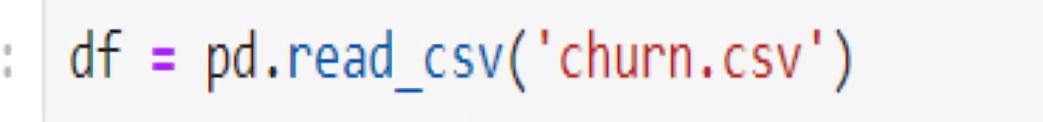 : df = pd.read_csv('churn.csv')